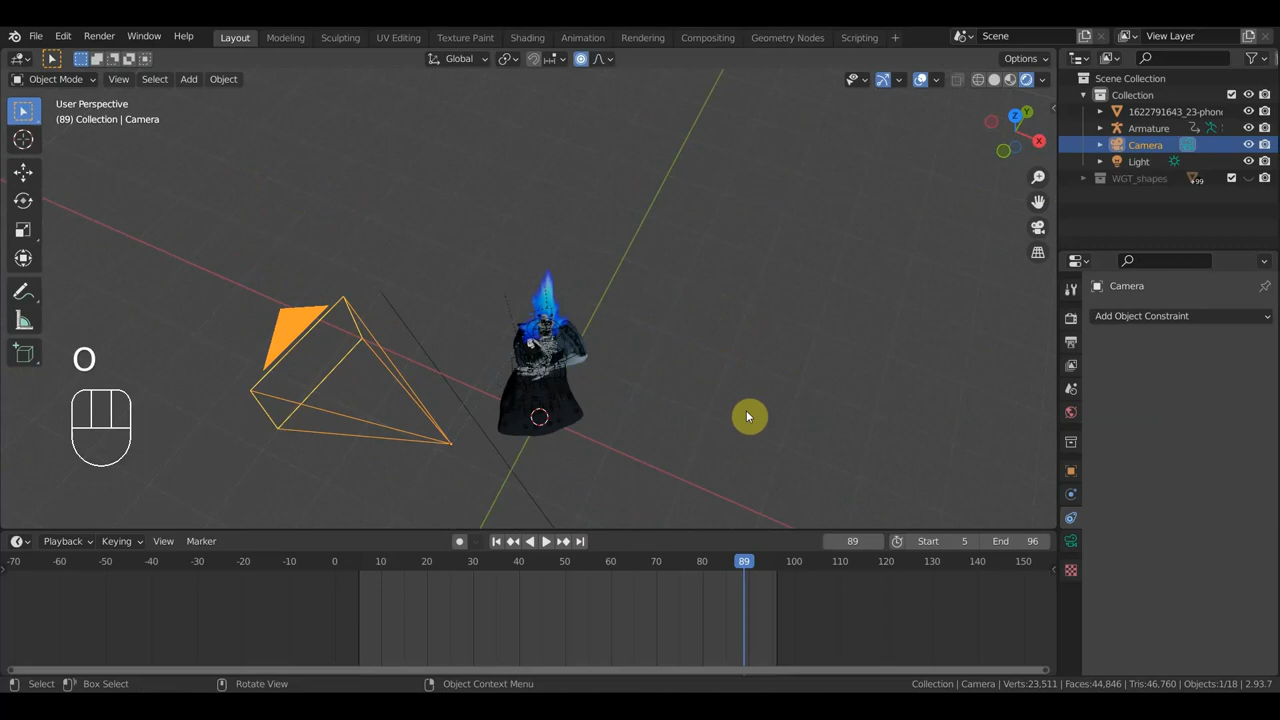 File Edit Render Window Help Layout Modeling Sculpting UV Editing Texture Paint Shading Animation Rendering Compositing Geometry Nodes Scripting + Scene View Layer
Global Options
Object Mode View Select Add Object
User Perspective
(89) Collection | Camera
Z Y X
Scene Collection
Collection
1622791643_23-phon
Armature
Camera
Light
WGT_shapes 99
Camera
Add Object Constraint
O
Playback Keying View Marker 89 Start 5 End 96
-70 -60 -50 -40 -30 -20 -10 10 20 30 40 50 60 70 80 89 100 110 120 130 140 150
Select Box Select Rotate View Object Context Menu Collection | Camera | Verts:23,511 | Faces:44,846 | Tris:46,760 | Objects:1/18 | 2.93.7